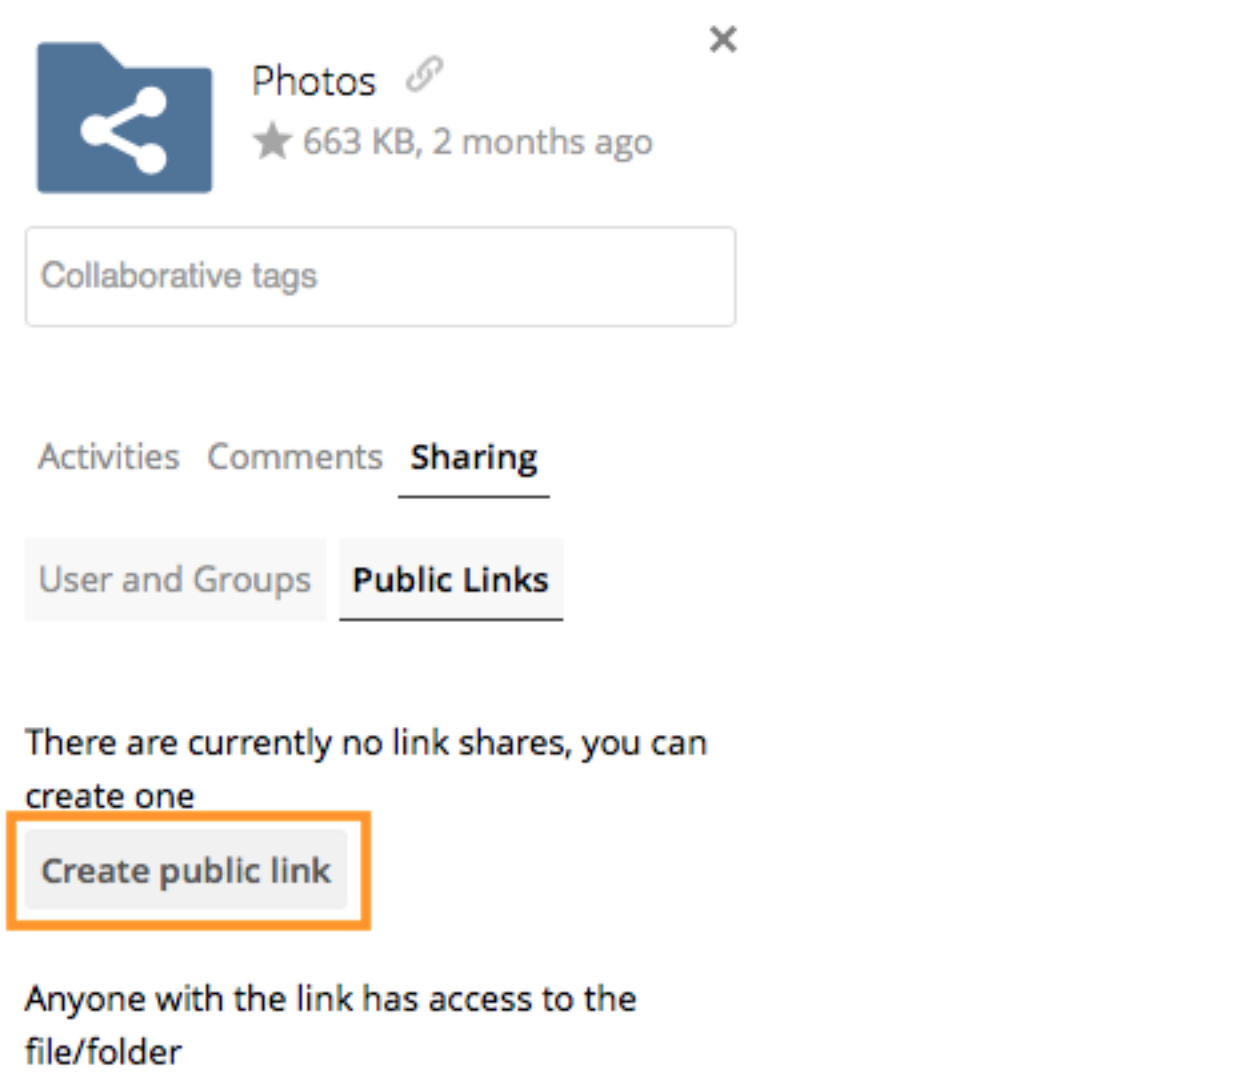 Photos
663 KB, 2 months ago
Collaborative tags
Activities Comments Sharing
User and Groups Public Links
There are currently no link shares, you can
create one
Create public link
Anyone with the link has access to the
file/folder